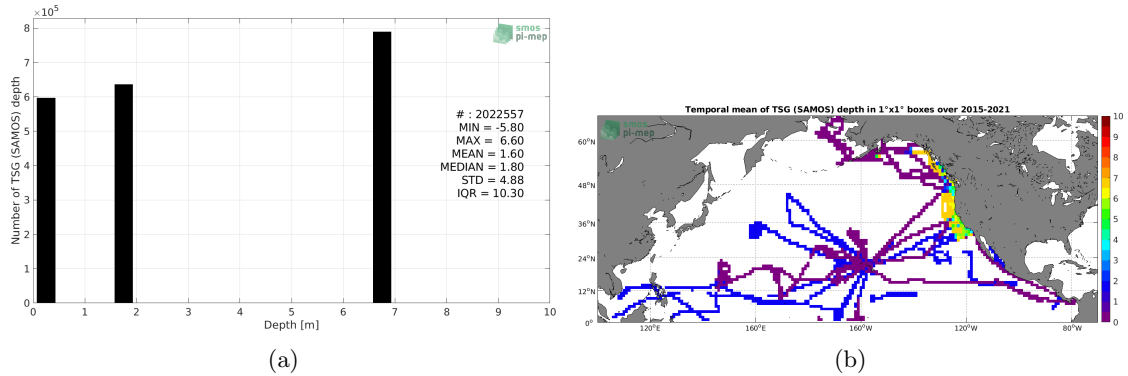 ×10⁵
8
7
6
5
4
3
2
1
0
Number of TSG (SAMOS) depth
smos
pi-mep
# : 2022557
MIN = -5.80
MAX = 6.60
MEAN = 1.60
MEDIAN = 1.80
STD = 4.88
IQR = 10.30
0 1 2 3 4 5 6 7 8 9 10
Depth [m]
(a)
Temporal mean of TSG (SAMOS) depth in 1°x1° boxes over 2015-2021
smos
pi-mep
60°N
48°N
36°N
24°N
12°N
0°
120°E 160°E 160°W 120°W 80°W
10
9
8
7
6
5
4
3
2
1
0
(b)